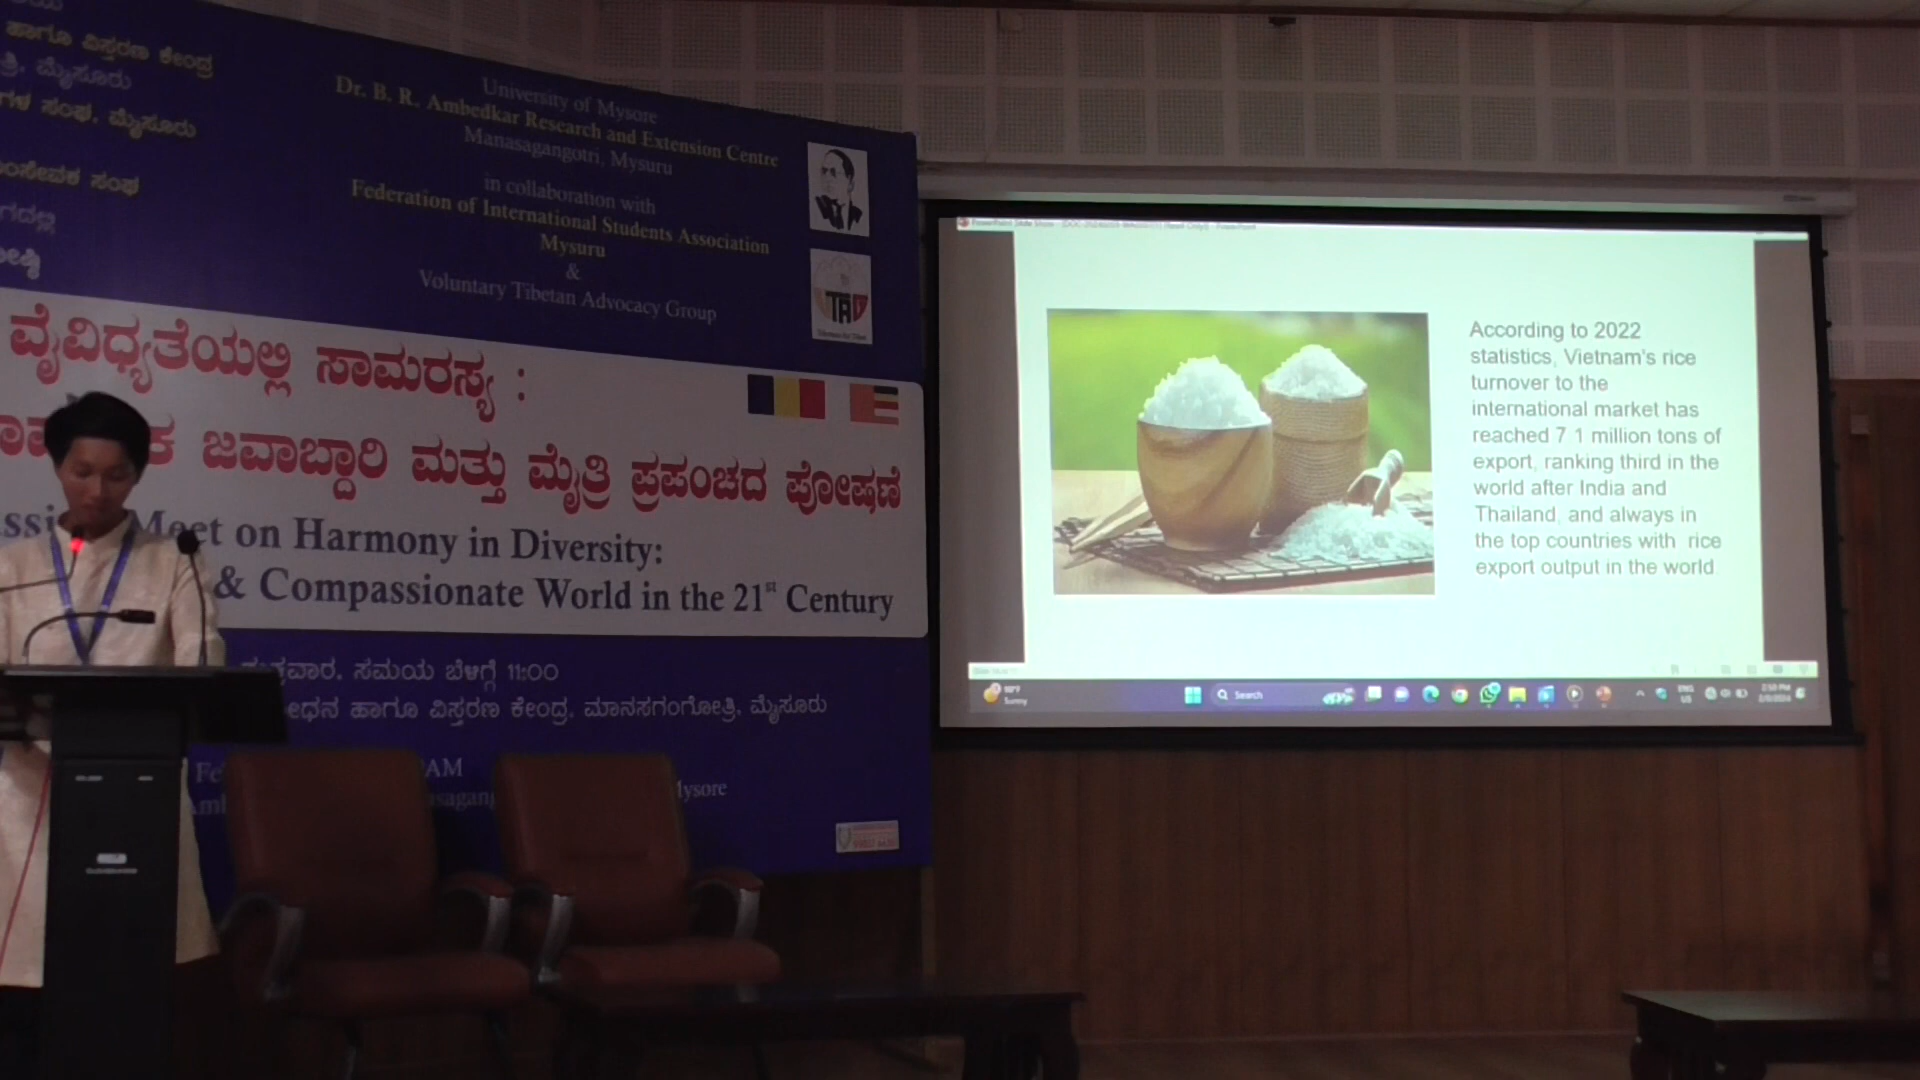 ಹಾಗೂ ವಿಸ್ತರಣ ಕೇಂದ್ರ
ಮೈಸೂರು
ಸಂಘ, ಮೈಸೂರು
ಸಂಘ
University of Mysore
Dr. B. R. Ambedkar Research and Extension Centre
Manasagangotri, Mysuru
in collaboration with
Federation of International Students Association
Mysuru
&
Voluntary Tibetan Advocacy Group
ವೈವಿಧ್ಯತೆಯಲ್ಲಿ ಸಾಮರಸ್ಯ :
ಜವಾಬ್ದಾರಿ ಮತ್ತು ಮೈತ್ರಿ ಪ್ರಪಂಚದ ಪೋಷಣೆ
Meet on Harmony in Diversity:
& Compassionate World in the 21st Century
ಸಮಯ ಬೆಳಿಗ್ಗೆ 11:00
ಹಾಗೂ ವಿಸ್ತರಣ ಕೇಂದ್ರ, ಮಾನಸಗಂಗೋತ್ರಿ, ಮೈಸೂರು
AM
According to 2022
statistics, Vietnam's rice
turnover to the
international market has
reached 7 1 million tons of
export, ranking third in the
world after India and
Thailand, and always in
the top countries with rice
export output in the world
Sunny
Search